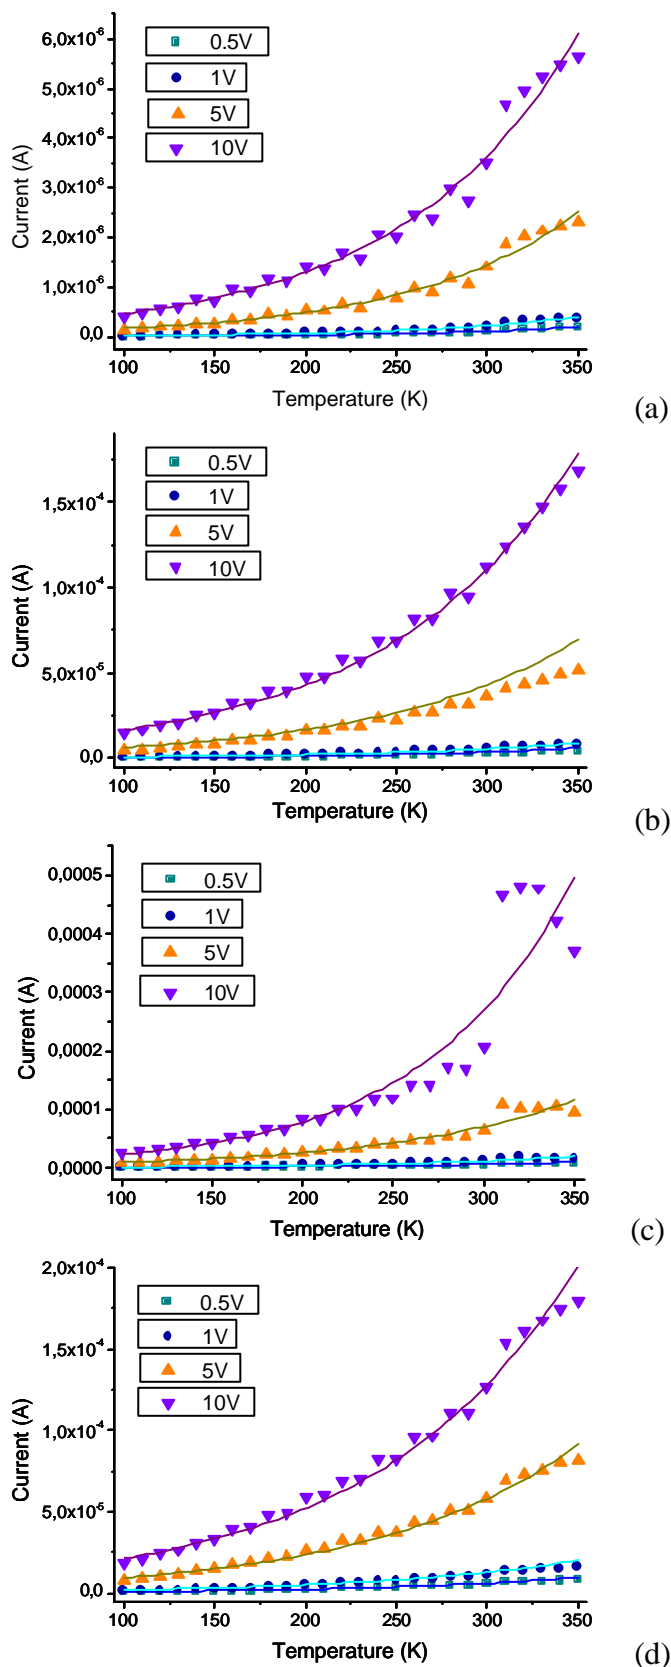 6,0x10⁻⁶
5,0x10⁻⁶
4,0x10⁻⁶
3,0x10⁻⁶
2,0x10⁻⁶
1,0x10⁻⁶
0,0
Current (A)
0.5V
1V
5V
10V
100 150 200 250 300 350
Temperature (K)
(a)
1,5x10⁻⁴
1,0x10⁻⁴
5,0x10⁻⁵
0,0
Current (A)
0.5V
1V
5V
10V
100 150 200 250 300 350
Temperature (K)
(b)
0,0005
0,0004
0,0003
0,0002
0,0001
0,0000
Current (A)
0.5V
1V
5V
10V
100 150 200 250 300 350
Temperature (K)
(c)
2,0x10⁻⁴
1,5x10⁻⁴
1,0x10⁻⁴
5,0x10⁻⁵
0,0
Current (A)
0.5V
1V
5V
10V
100 150 200 250 300 350
Temperature (K)
(d)